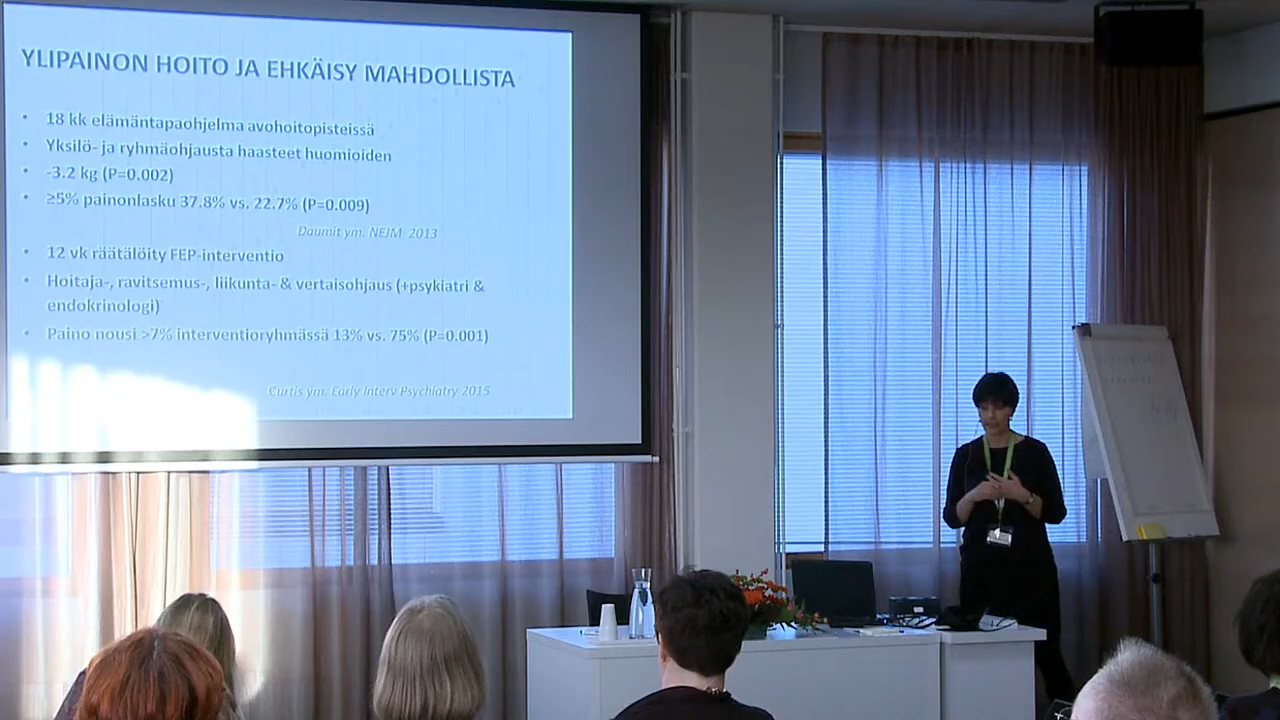 YLIPAINON HOITO JA EHKÄISY MAHDOLLISTA
• 18 kk elämäntapaohjelma avohoitopisteissä
• Yksilö- ja ryhmäohjausta haasteet huomioiden
• -3.2 kg (P=0.002)
• ≥5% painonlasku 37.8% vs. 22.7% (P=0.009)
Daumit ym. NEJM 2013
• 12 vk räätälöity FEP-interventio
• Hoitaja-, ravitsemus-, liikunta- & vertaisohjaus (+psykiatri &
endokrinologi)
• Paino nousi >7% interventioryhmässä 13% vs. 75% (P=0.001)
Curtis ym. Early Interv Psychiatry 2015